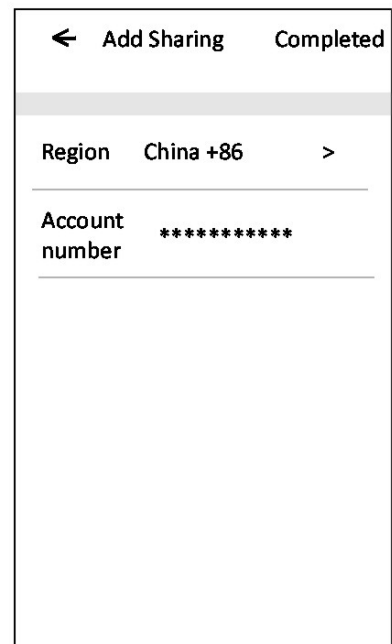 ← Add Sharing Completed
Region China +86 >
Account
number ***********